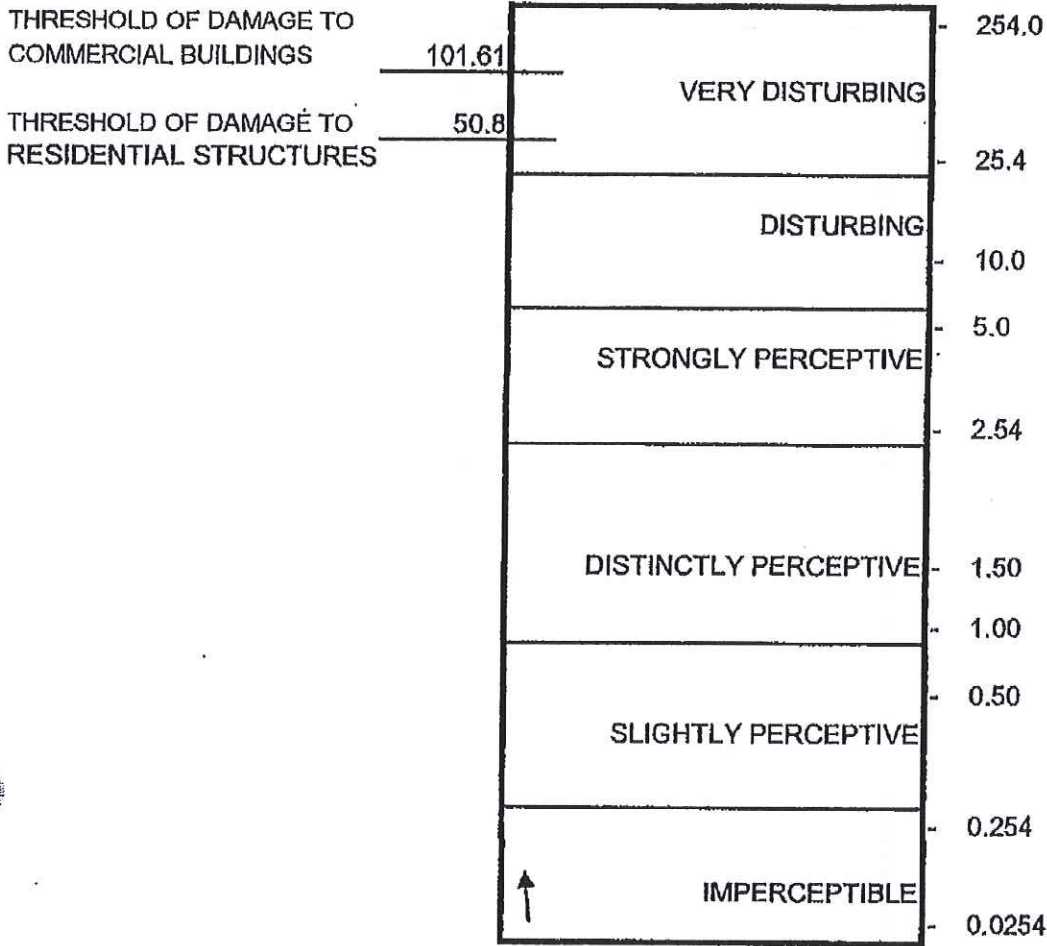 THRESHOLD OF DAMAGE TO
COMMERCIAL BUILDINGS 101.61
THRESHOLD OF DAMAGE TO 50.8
RESIDENTIAL STRUCTURES
VERY DISTURBING
DISTURBING
STRONGLY PERCEPTIVE
DISTINCTLY PERCEPTIVE
SLIGHTLY PERCEPTIVE
IMPERCEPTIBLE
- 254.0
- 25.4
- 10.0
- 5.0
- 2.54
- 1.50
- 1.00
- 0.50
- 0.254
- 0.0254